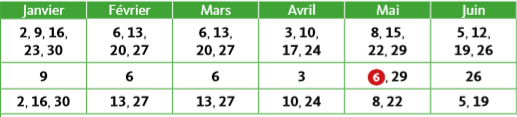 Janvier Février Mars Avril Mai Juin
2, 9, 16, 6, 13, 6, 13, 3, 10, 8, 15, 5, 12,
23, 30 20, 27 20, 27 17, 24 22, 29 19, 26
9 6 6 3 6, 29 26
2, 16, 30 13, 27 13, 27 10, 24 8, 22 5, 19